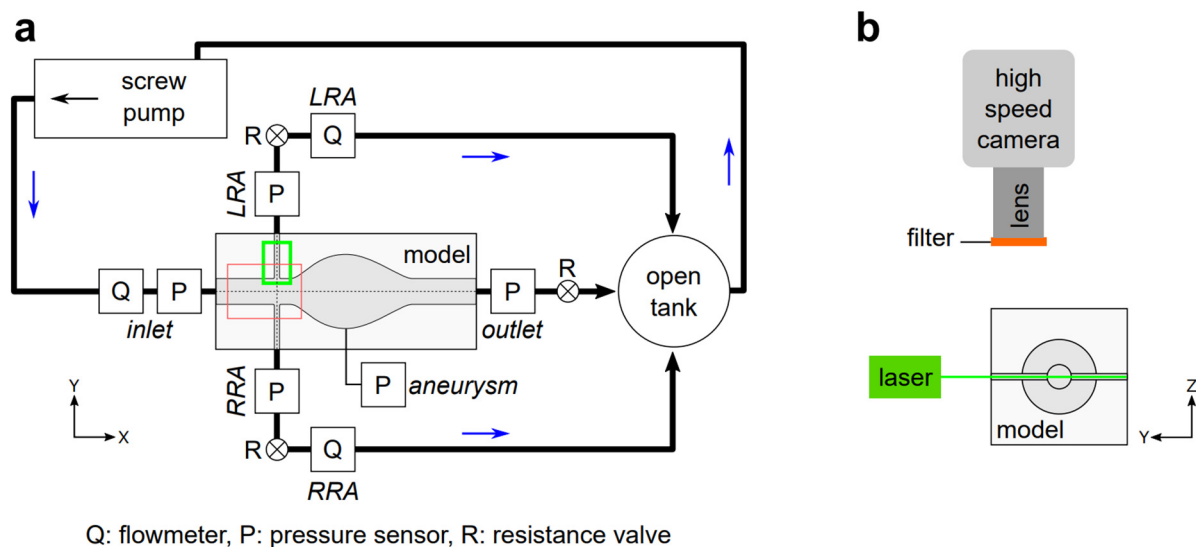 a
screw
pump
LRA
R
Q
LRA
P
model
Q
P
inlet
P
outlet
R
open
tank
RRA
P
P
aneurysm
R
Q
RRA
Y
X
Q: flowmeter, P: pressure sensor, R: resistance valve
b
high
speed
camera
lens
filter
laser
model
Z
Y